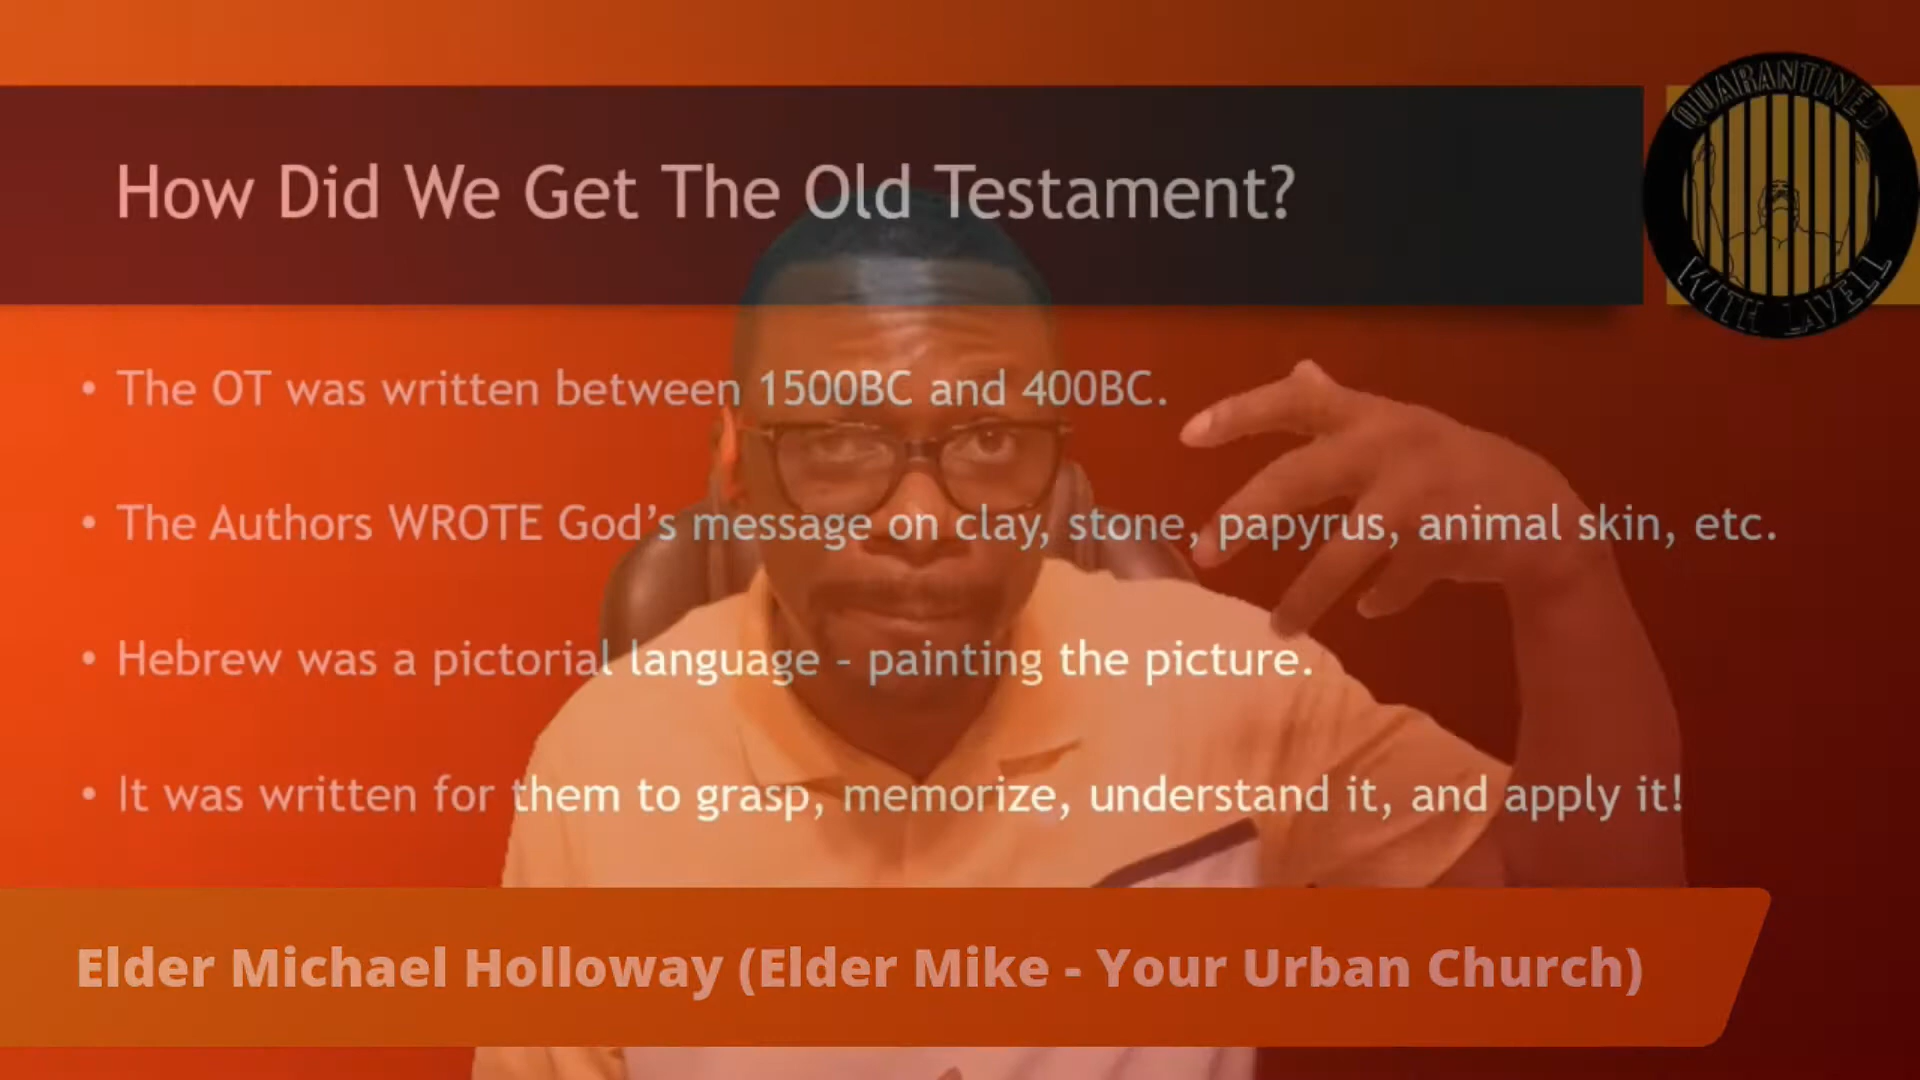 QUARANTINED
WITH LAVELL
How Did We Get The Old Testament?
• The OT was written between 1500BC and 400BC.
• The Authors WROTE God’s message on clay, stone, papyrus, animal skin, etc.
• Hebrew was a pictorial language – painting the picture.
• It was written for them to grasp, memorize, understand it, and apply it!
Elder Michael Holloway (Elder Mike - Your Urban Church)